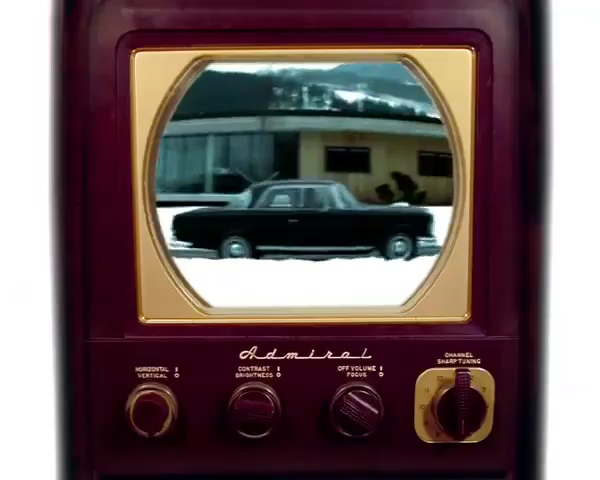 Admiral
HORIZONTAL
VERTICAL
CONTRAST
BRIGHTNESS
OFF VOLUME
FOCUS
CHANNEL
SHARP TUNING